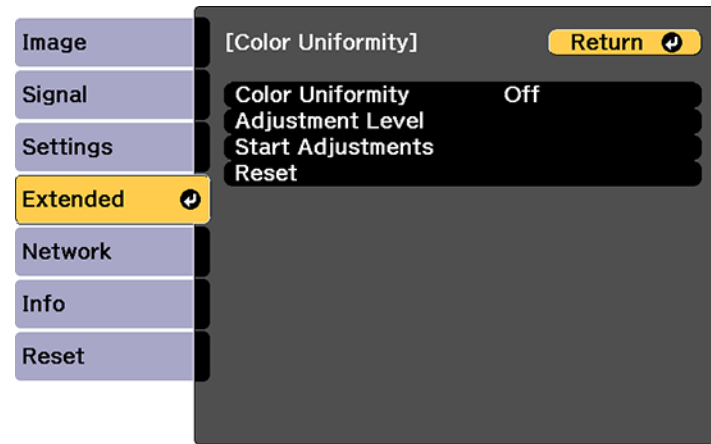 Image
Signal
Settings
Extended
Network
Info
Reset
[Color Uniformity]
Return
Color Uniformity Off
Adjustment Level
Start Adjustments
Reset